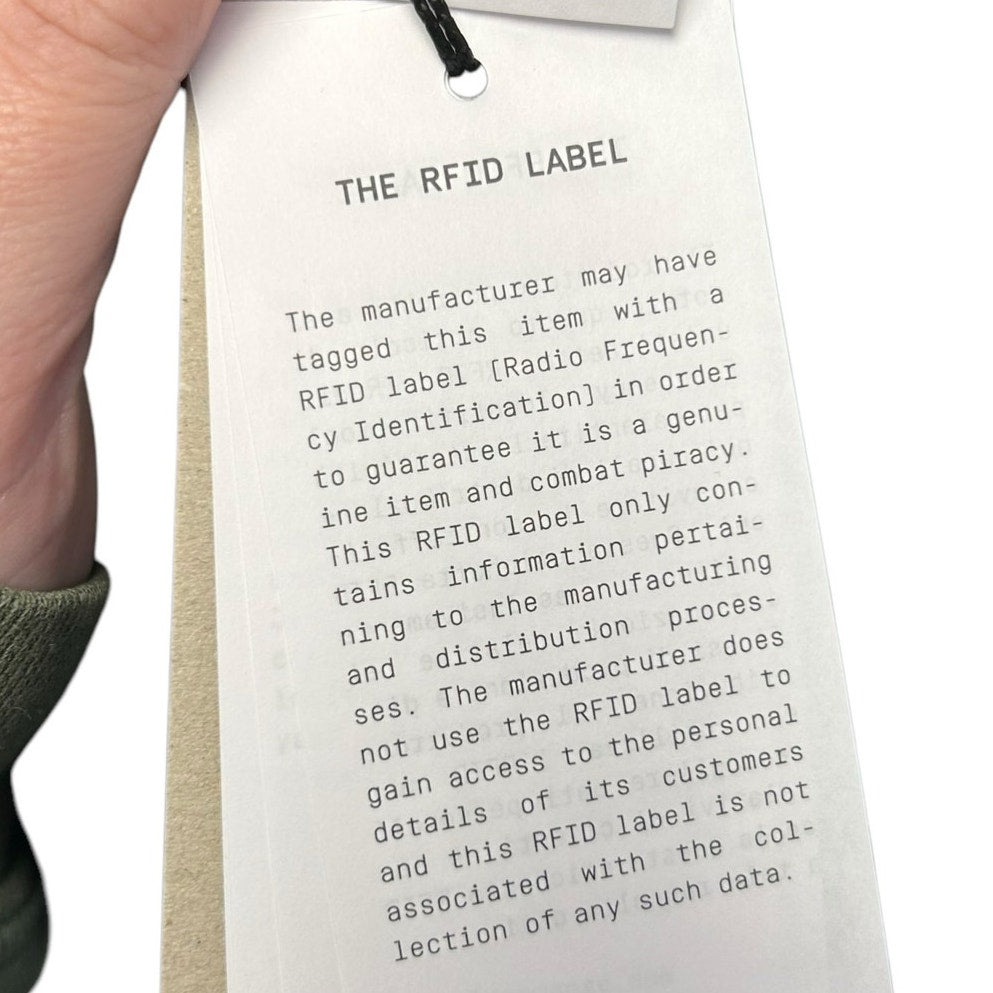 THE RFID LABEL
The manufacturer may have
tagged this item with a
RFID label [Radio Frequen-
cy Identification] in order
to guarantee it is a genu-
ine item and combat piracy.
This RFID label only con-
tains information pertai-
ning to the manufacturing
and distribution proces-
ses. The manufacturer does
not use the RFID label to
gain access to the personal
details of its customers
and this RFID label is not
associated with the col-
lection of any such data.